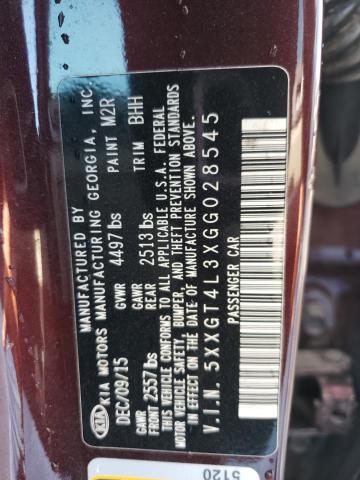 KIA
MANUFACTURED BY
KIA MOTORS MANUFACTURING GEORGIA, INC.
DEC/09/15 4497 lbs PAINT M2R
GVWR
GAWR GAWR
FRONT 2557 lbs REAR 2513 lbs TRIM BHH
THIS VEHICLE CONFORMS TO ALL APPLICABLE U.S.A. FEDERAL
MOTOR VEHICLE SAFETY, BUMPER, AND THEFT PREVENTION STANDARDS
IN EFFECT ON THE DATE OF MANUFACTURE SHOWN ABOVE.
V.I.N. 5XXGT4L3XGG028545
PASSENGER CAR
5120